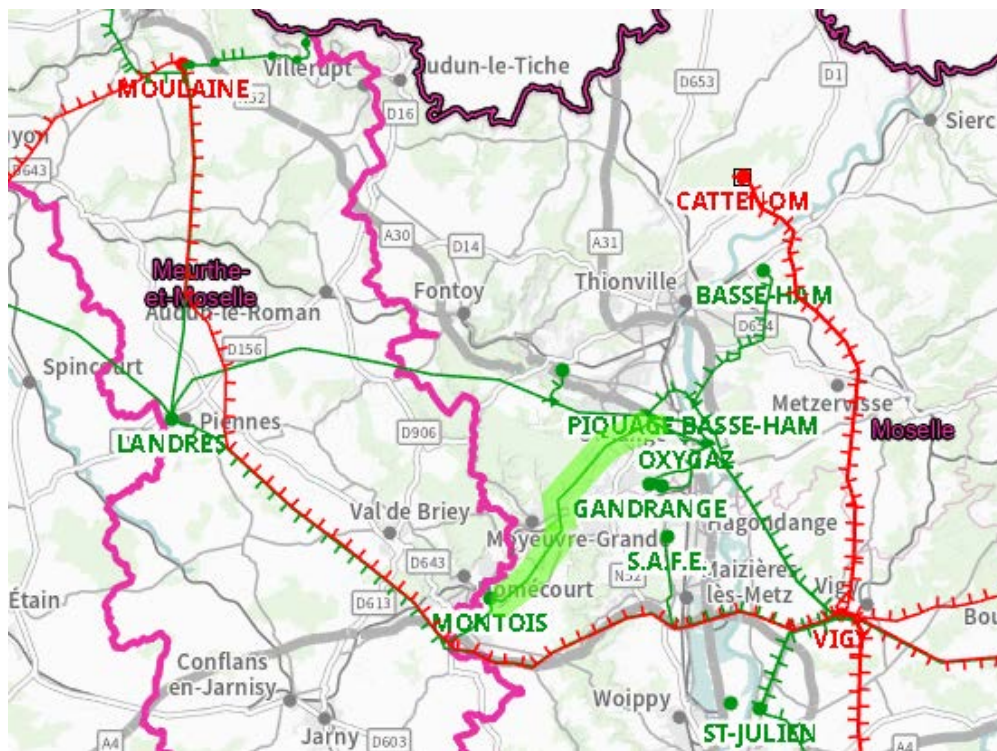 Villerupt
Audun-le-Tiche
MOULAINE
D653
D1
D16
Sierc
D643
CATTENOM
A30
D14
A31
Meurthe-
et-Moselle
Thionville
Fontoy
BASSE-HAM
Audun-le-Roman
D654
D156
Spincourt
Piennes
Metzervisse
LANDRES
D906
PIQUAGE BASSE-HAM
Moselle
OXYGAZ
GANDRANGE
Val de Briey
Hagondange
Moyeuvre-Grand
D643
S.A.F.E.
N52
Maizières
lès-Metz
Vigy
Étain
D613
MONTOIS
VIGY
Bou
Conflans
en-Jarnisy
Woippy
ST-JULIEN
A4
Jarny
D603
A4